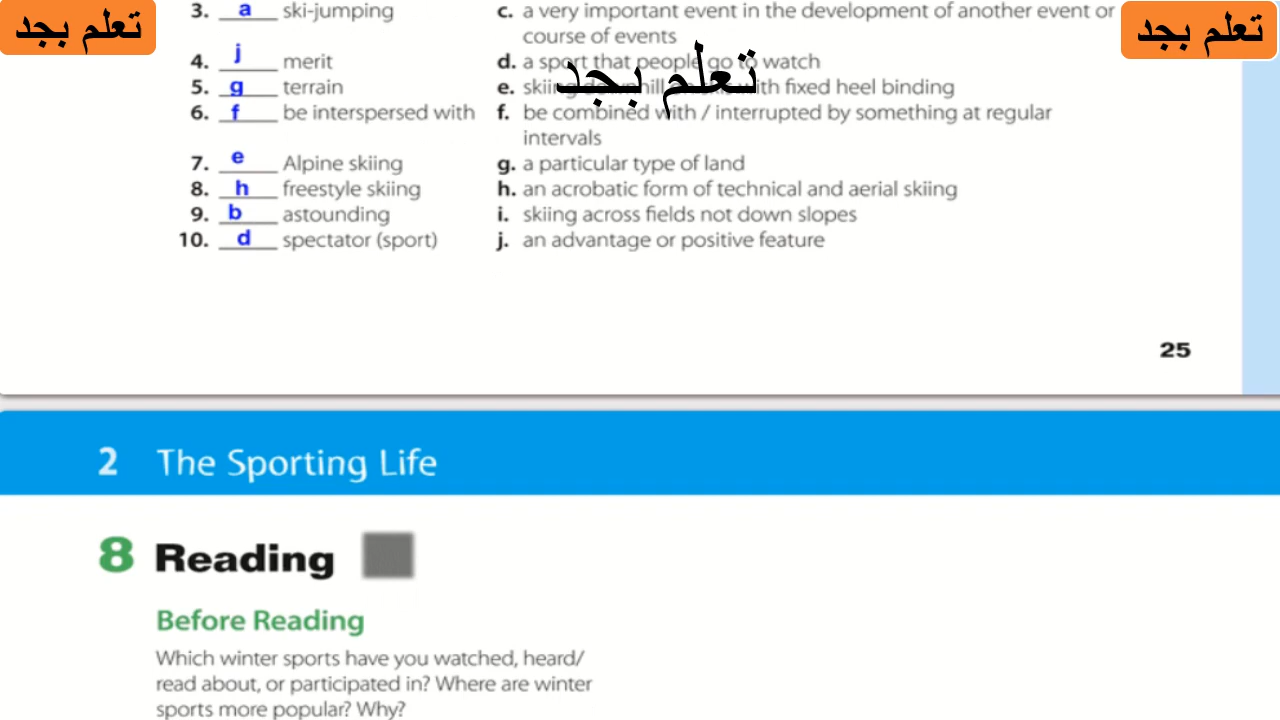 تعلم بجد
تعلم بجد
3. a ski-jumping
c. a very important event in the development of another event or
course of events
4. j merit
d. a sport that people go to watch
تعلم بجد
5. g terrain
e. skiing downhill on skis with fixed heel binding
6. f be interspersed with
f. be combined with / interrupted by something at regular
intervals
7. e Alpine skiing
g. a particular type of land
8. h freestyle skiing
h. an acrobatic form of technical and aerial skiing
9. b astounding
i. skiing across fields not down slopes
10. d spectator (sport)
j. an advantage or positive feature
25
2 The Sporting Life
8 Reading
Before Reading
Which winter sports have you watched, heard/
read about, or participated in? Where are winter
sports more popular? Why?